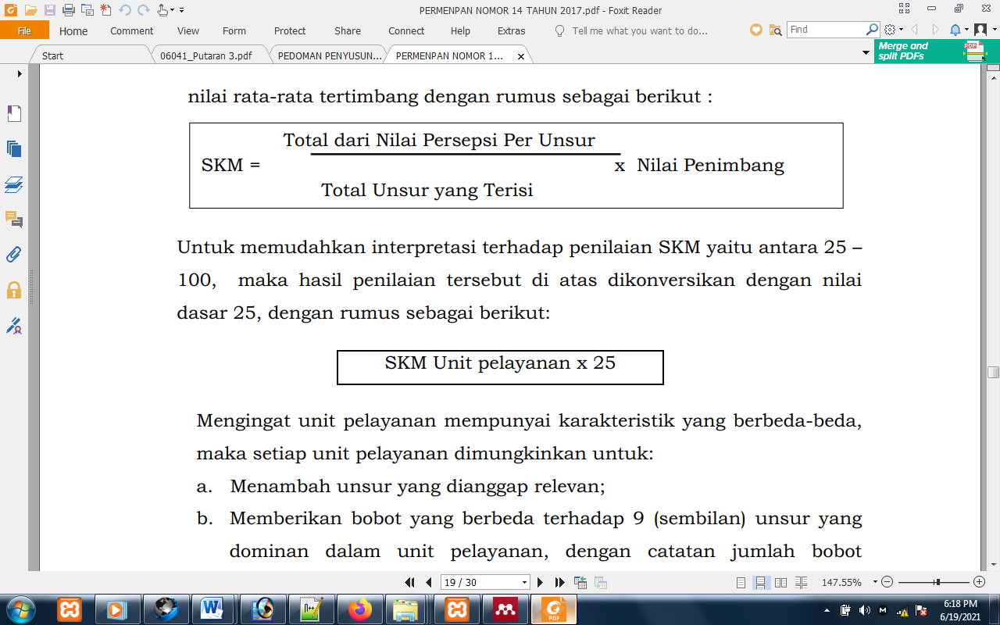 PERMENPAN NOMOR 14 TAHUN 2017.pdf - Foxit Reader
File Home Comment View Form Protect Share Connect Help Extras Tell me what you want to do... Find
Start 06041_Putaran 3.pdf PEDOMAN PENYUSUN... PERMENPAN NOMOR 1...
Merge and
split PDFs
PDF
nilai rata-rata tertimbang dengan rumus sebagai berikut :
Total dari Nilai Persepsi Per Unsur
SKM = x Nilai Penimbang
Total Unsur yang Terisi
Untuk memudahkan interpretasi terhadap penilaian SKM yaitu antara 25 –
100, maka hasil penilaian tersebut di atas dikonversikan dengan nilai
dasar 25, dengan rumus sebagai berikut:
SKM Unit pelayanan x 25
Mengingat unit pelayanan mempunyai karakteristik yang berbeda-beda,
maka setiap unit pelayanan dimungkinkan untuk:
a. Menambah unsur yang dianggap relevan;
b. Memberikan bobot yang berbeda terhadap 9 (sembilan) unsur yang
dominan dalam unit pelayanan, dengan catatan jumlah bobot
19 / 30 147.55%
PDF
6:18 PM
6/19/2021